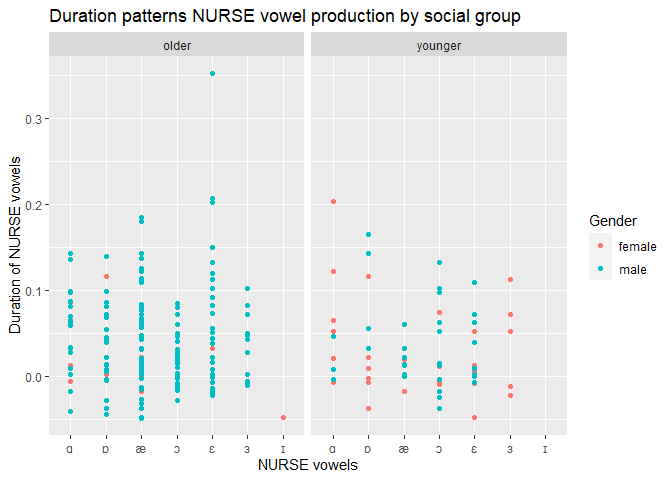 Duration patterns NURSE vowel production by social group
older
younger
0.3
0.2
0.1
0.0
Duration of NURSE vowels
ɒ ɑ æ ɔ ɛ ɜ ɪ
ɒ ɑ æ ɔ ɛ ɜ ɪ
NURSE vowels
Gender
female
male